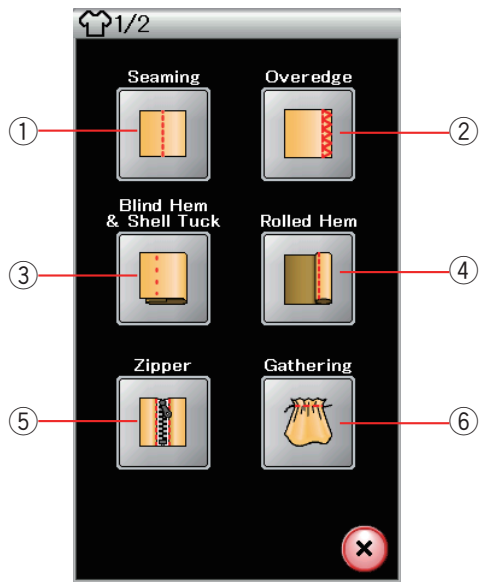 1/2
Seaming
Overedge
①
②
Blind Hem
& Shell Tuck
Rolled Hem
③
④
Zipper
Gathering
⑤
⑥